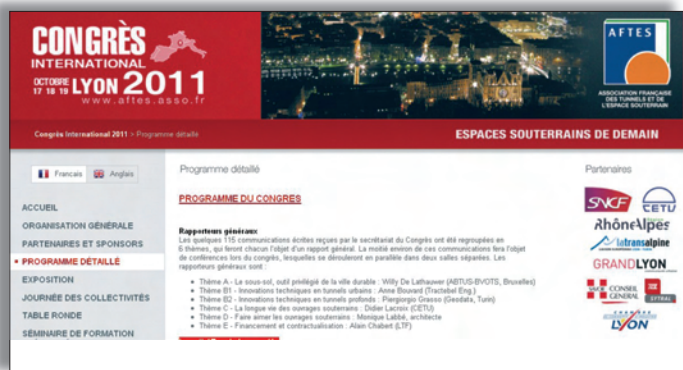 CONGRÈS
INTERNATIONAL
OCTOBRE
17 18 19 LYON 2011
www.aftes.asso.fr
AFTES
ASSOCIATION FRANÇAISE
DES TUNNELS ET DE
L'ESPACE SOUTERRAIN
Congrès International 2011 > Programme détaillé
ESPACES SOUTERRAINS DE DEMAIN
Francais Anglais
ACCUEIL
ORGANISATION GÉNÉRALE
PARTENAIRES ET SPONSORS
PROGRAMME DÉTAILLÉ
EXPOSITION
JOURNÉE DES COLLECTIVITÉS
TABLE RONDE
SÉMINAIRE DE FORMATION
Programme détaillé
PROGRAMME DU CONGRES
Rapporteurs généraux
Les quelques 115 communications écrites reçues par le secrétariat du Congrès ont été regroupées en
6 thèmes, qui feront chacun l'objet d'un rapport général. La moitié environ de ces communications fera l'objet
de conférences lors du congrès, lesquelles se dérouleront en parallèle dans deux salles séparées. Les
rapporteurs généraux sont :
• Thème A - Le sous-sol, outil privilégié de la ville durable : Willy De Lathauwer (ABTUS-BVOTS, Bruxelles)
• Thème B1 - Innovations techniques en tunnels urbains : Anne Bouvard (Tractebel Eng.)
• Thème B2 - Innovations techniques en tunnels profonds : Piergiorgio Grasso (Geodata, Turin)
• Thème C - La longue vie des ouvrages souterrains : Didier Lacroix (CETU)
• Thème D - Faire aimer les ouvrages souterrains : Monique Labbé, architecte
• Thème E - Financement et contractualisation : Alain Chabert (LTF)
Partenaires
SNCF
CETU
RhôneAlpes
latransalpine
GRANDLYON
CONSEIL
GENERAL
SYTRAL
LYON